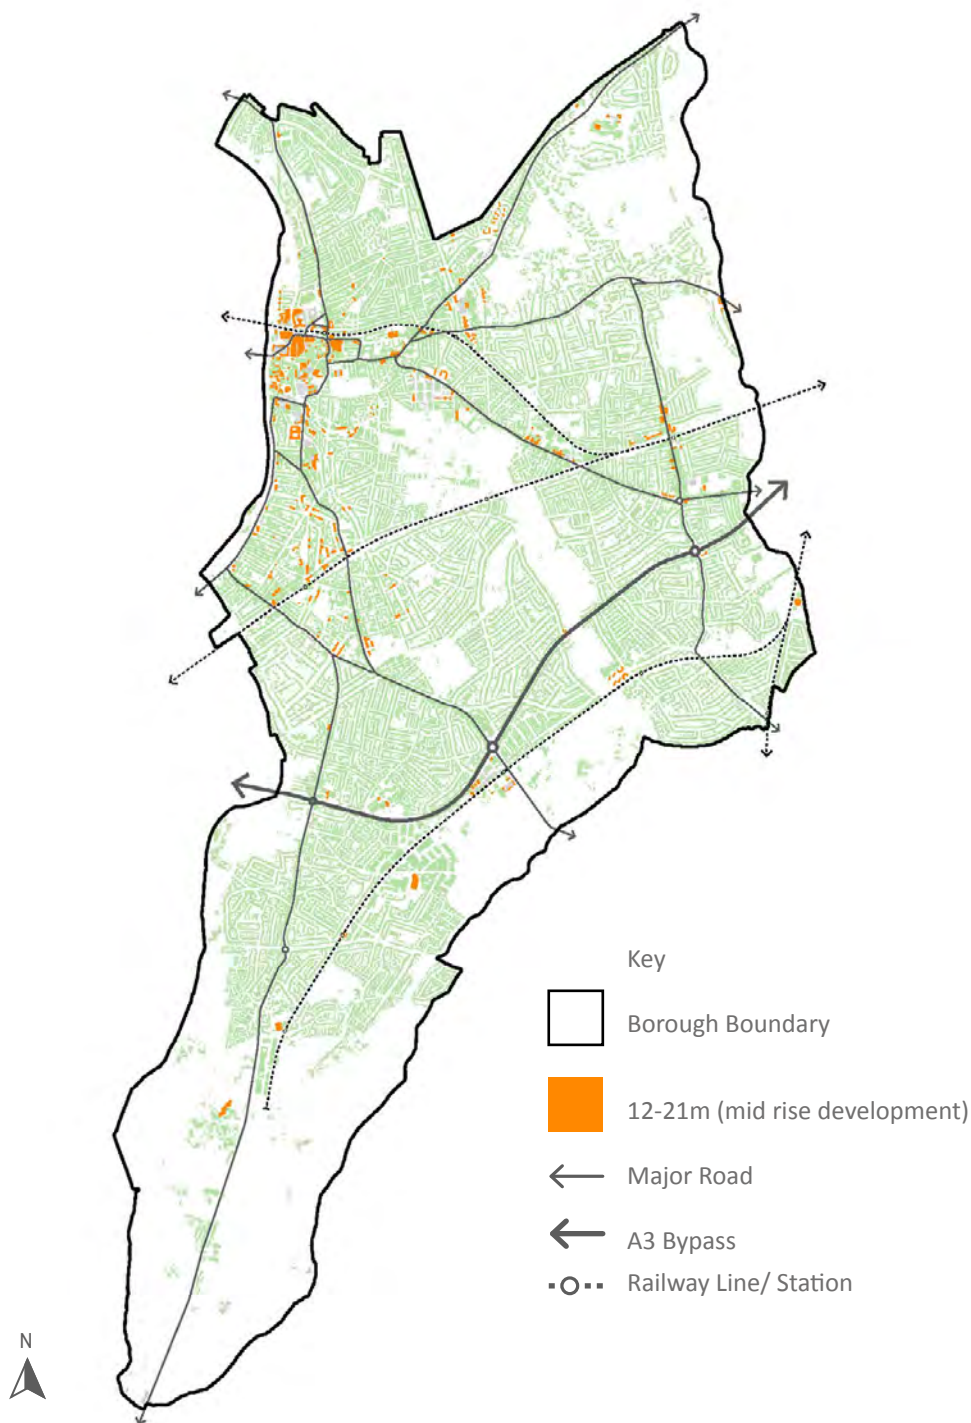 Key
Borough Boundary
12-21m (mid rise development)
Major Road
A3 Bypass
Railway Line/ Station
N